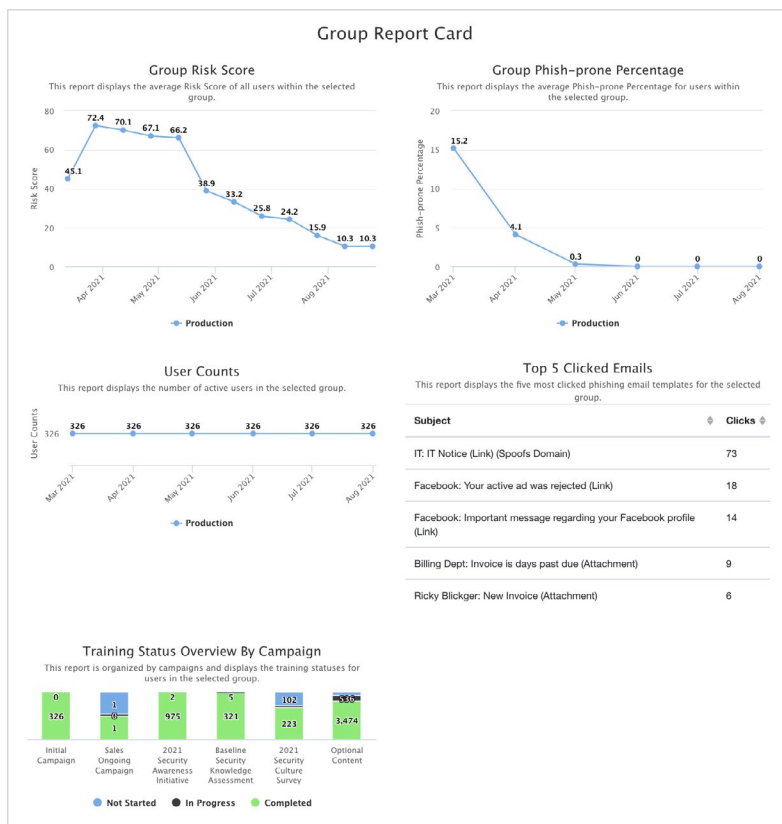 Group Report Card
Group Risk Score
This report displays the average Risk Score of all users within the selected
group.
80
60
40
20
0
Risk Score
45.1
72.4
70.1
67.1
66.2
38.9
33.2
25.8
24.2
15.9
10.3
10.3
Apr 2021
May 2021
Jun 2021
Jul 2021
Aug 2021
Production
Group Phish-prone Percentage
This report displays the average Phish-prone Percentage for users within
the selected group.
20
15
10
5
0
Phish-prone Percentage
15.2
4.1
0.3
0
0
0
Mar 2021
Apr 2021
May 2021
Jun 2021
Jul 2021
Aug 2021
Production
User Counts
This report displays the number of active users in the selected group.
User Counts
326
326
326
326
326
326
326
Mar 2021
Apr 2021
May 2021
Jun 2021
Jul 2021
Aug 2021
Production
Top 5 Clicked Emails
This report displays the five most clicked phishing email templates for the selected
group.
Subject Clicks
IT: IT Notice (Link) (Spoofs Domain) 73
Facebook: Your active ad was rejected (Link) 18
Facebook: Important message regarding your Facebook profile 14
(Link)
Billing Dept: Invoice is days past due (Attachment) 9
Ricky Blickger: New Invoice (Attachment) 6
Training Status Overview By Campaign
This report is organized by campaigns and displays the training statuses for
users in the selected group.
0
326
1
0
1
2
975
5
321
102
223
536
3,474
Initial
Campaign
Sales
Ongoing
Campaign
2021
Security
Awareness
Initiative
Baseline
Security
Knowledge
Assessment
2021
Security
Culture
Survey
Optional
Content
Not Started In Progress Completed